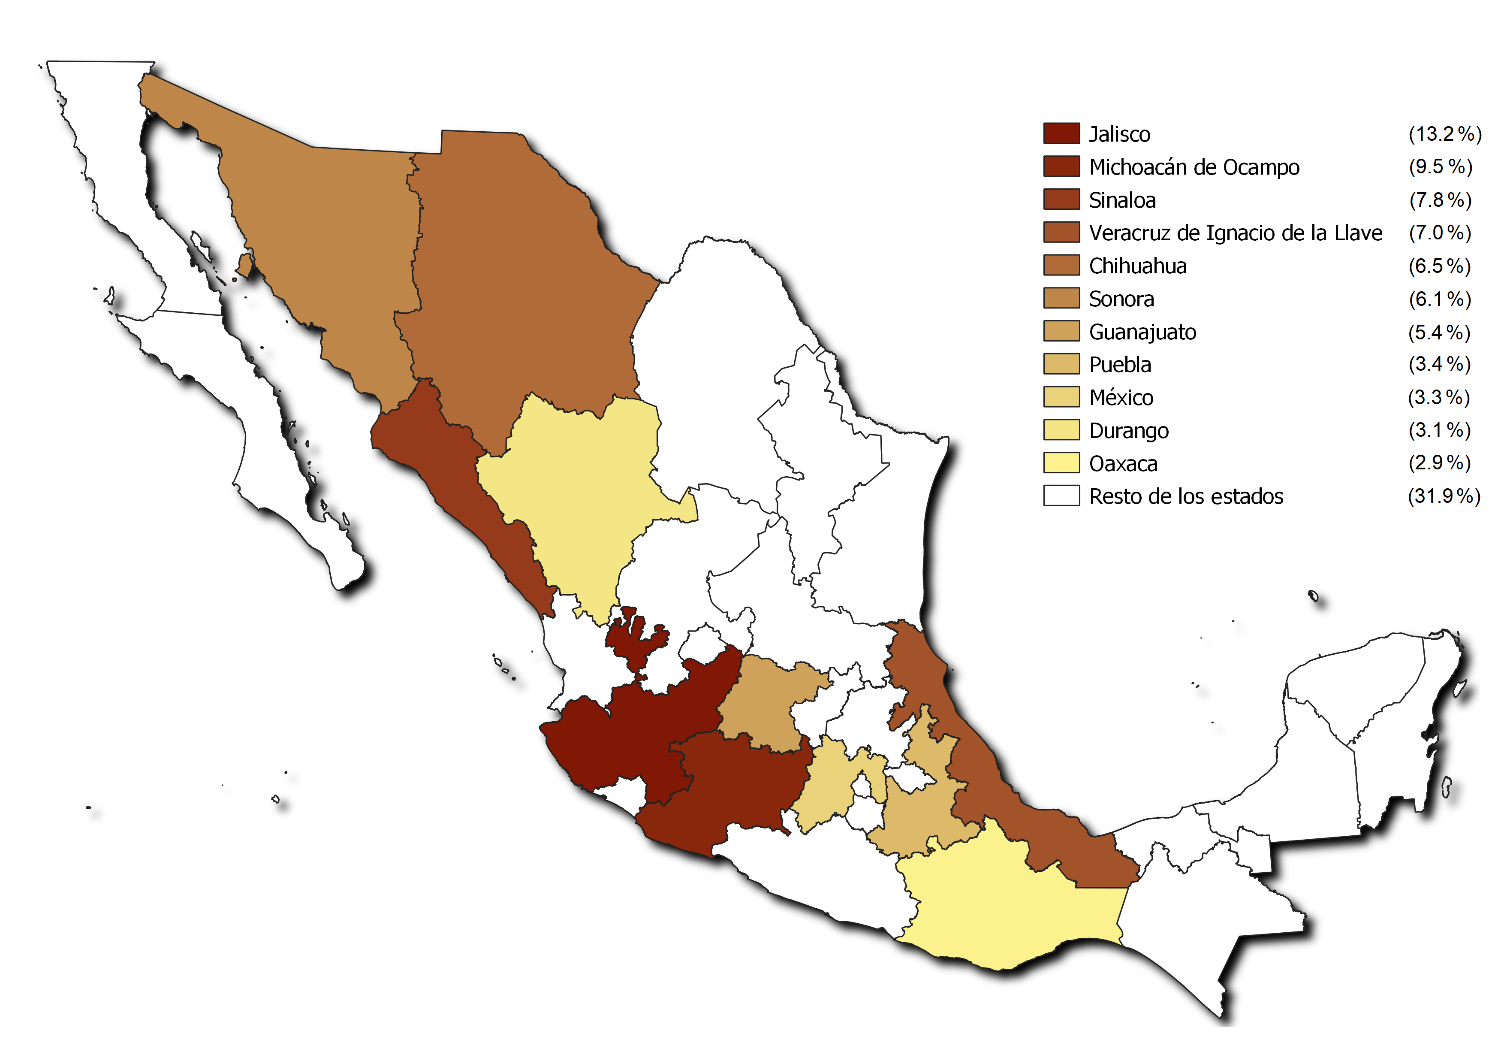 Jalisco (13.2 %)
Michoacán de Ocampo (9.5 %)
Sinaloa (7.8 %)
Veracruz de Ignacio de la Llave (7.0 %)
Chihuahua (6.5 %)
Sonora (6.1 %)
Guanajuato (5.4 %)
Puebla (3.4 %)
México (3.3 %)
Durango (3.1 %)
Oaxaca (2.9 %)
Resto de los estados (31.9 %)